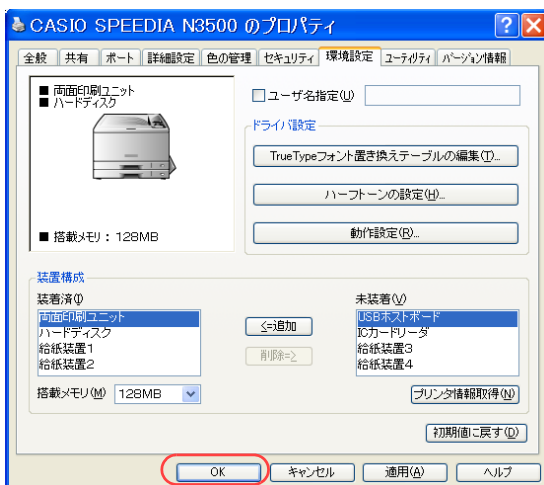 CASIO SPEEDIA N3500 のプロパティ
全般 共有 ポート 詳細設定 色の管理 セキュリティ 環境設定 ユーティリティ バージョン情報
■ 両面印刷ユニット
■ ハードディスク
■ 搭載メモリ: 128MB
ユーザ名指定(U)
ドライバ設定
TrueTypeフォント置き換えテーブルの編集(T)...
ハーフトーンの設定(H)...
動作設定(R)...
装置構成
装着済(I)
両面印刷ユニット
ハードディスク
給紙装置1
給紙装置2
<=追加
削除=>
未装着(V)
USBホストボード
ICカードリーダ
給紙装置3
給紙装置4
搭載メモリ(M) 128MB
プリンタ情報取得(N)
初期値に戻す(D)
OK キャンセル 適用(A) ヘルプ